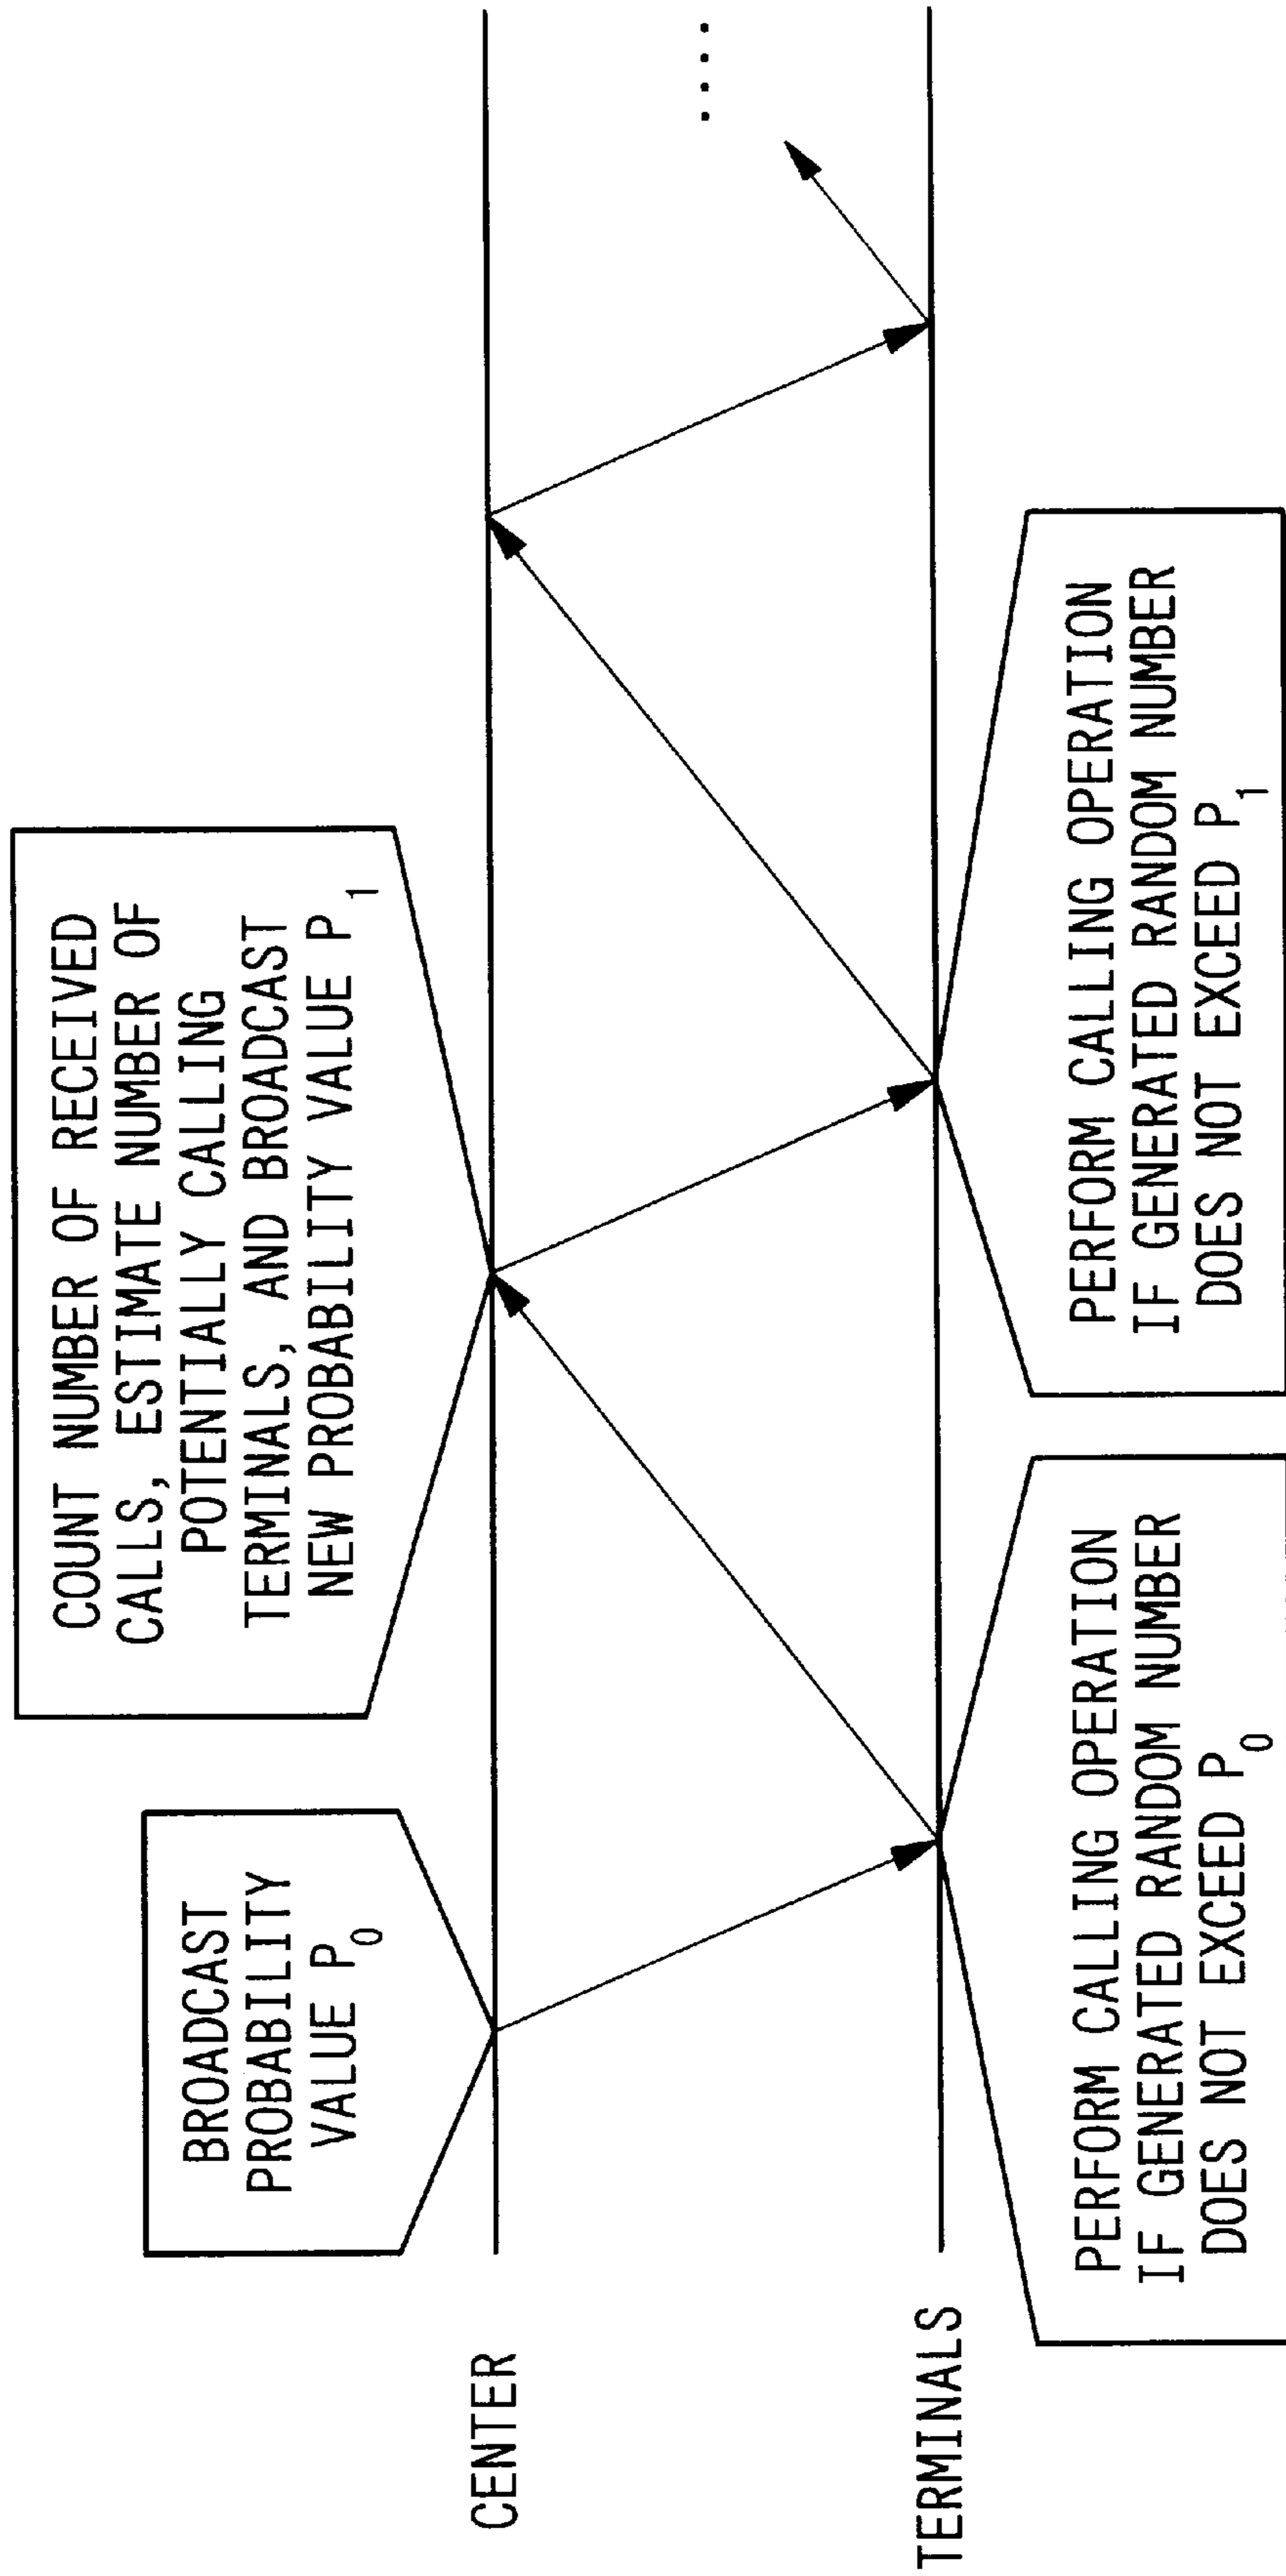 BROADCAST
PROBABILITY
VALUE P0
COUNT NUMBER OF RECEIVED
CALLS, ESTIMATE NUMBER OF
POTENTIALLY CALLING
TERMINALS, AND BROADCAST
NEW PROBABILITY VALUE P1
CENTER
....
TERMINALS
PERFORM CALLING OPERATION
IF GENERATED RANDOM NUMBER
DOES NOT EXCEED P0
PERFORM CALLING OPERATION
IF GENERATED RANDOM NUMBER
DOES NOT EXCEED P1